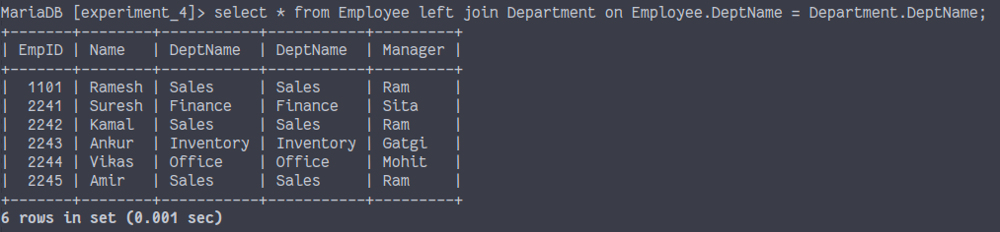 MariaDB [experiment_4]> select * from Employee left join Department on Employee.DeptName = Department.DeptName;
+-------+--------+-----------+-----------+---------+
| EmpID | Name   | DeptName  | DeptName  | Manager |
+-------+--------+-----------+-----------+---------+
|  1101 | Ramesh | Sales     | Sales     | Ram     |
|  2241 | Suresh | Finance   | Finance   | Sita    |
|  2242 | Kamal  | Sales     | Sales     | Ram     |
|  2243 | Ankur  | Inventory | Inventory | Gatgi   |
|  2244 | Vikas  | Office    | Office    | Mohit   |
|  2245 | Amir   | Sales     | Sales     | Ram     |
+-------+--------+-----------+-----------+---------+
6 rows in set (0.001 sec)